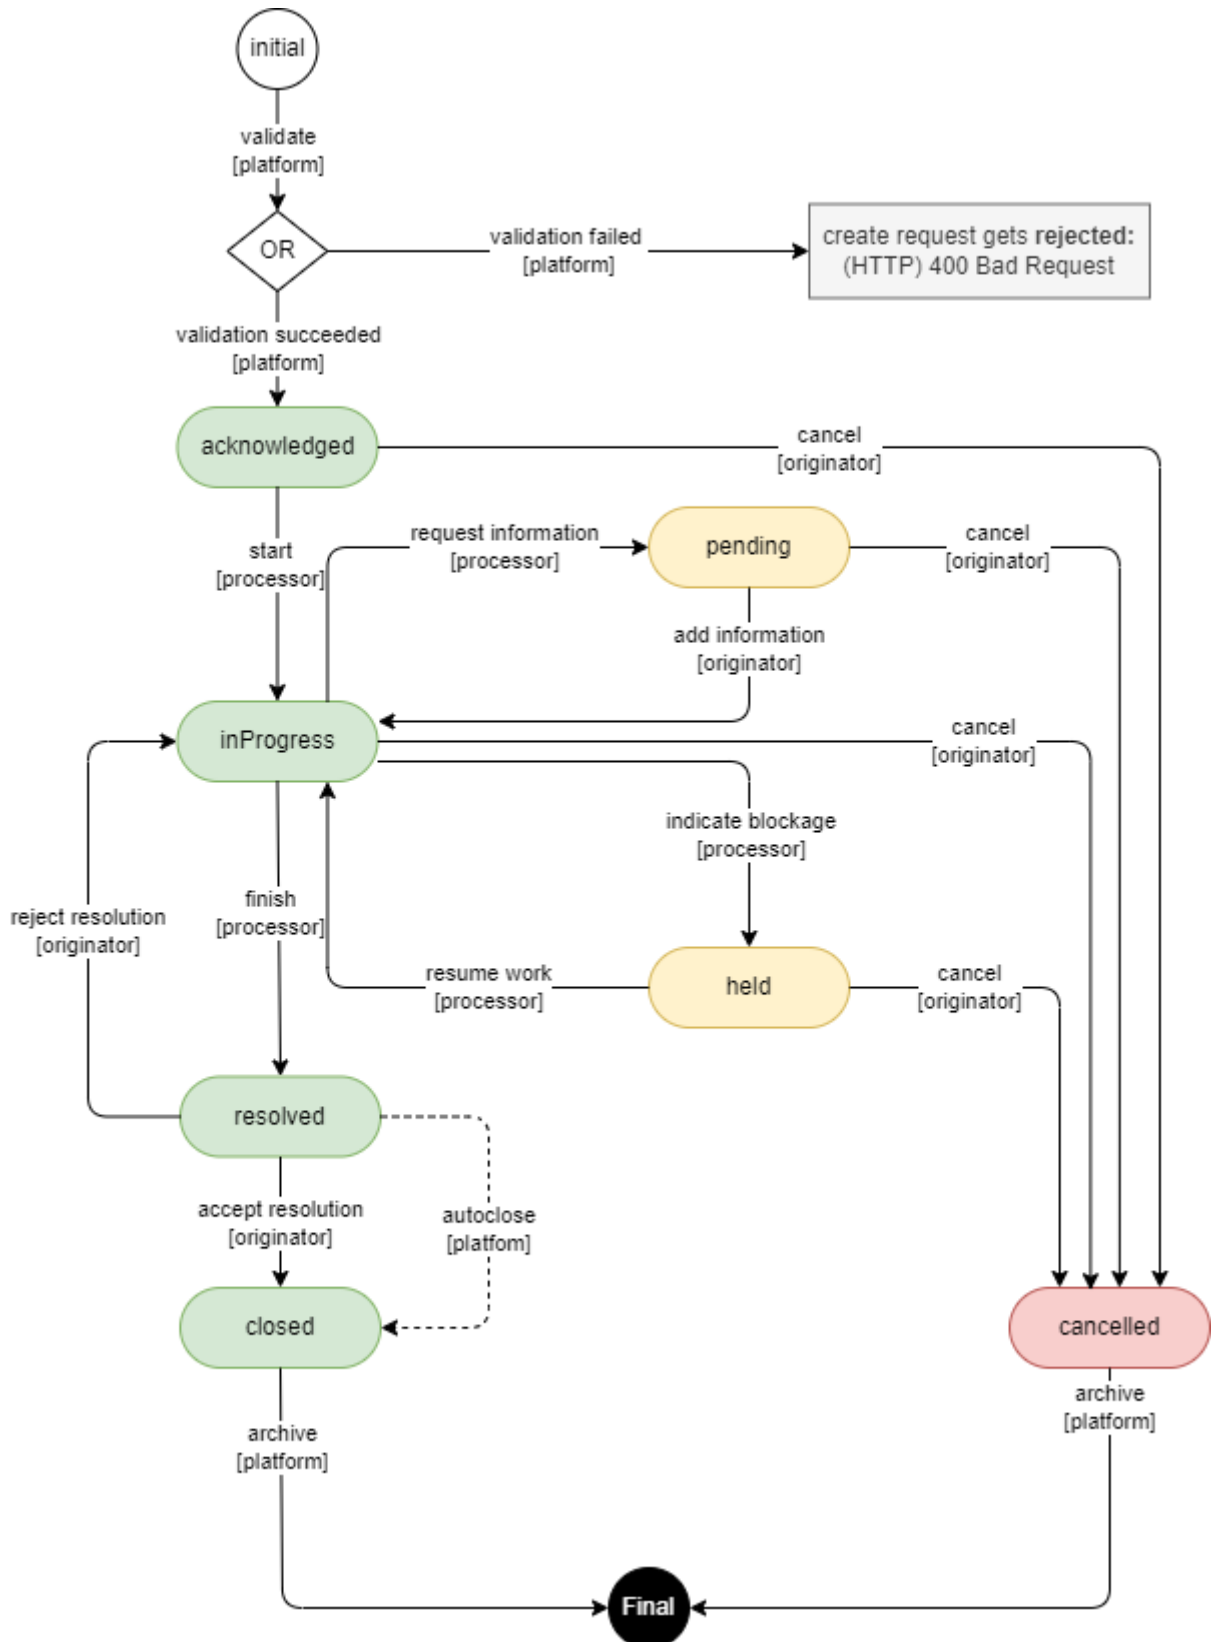 initial
validate
[platform]
OR
validation failed
[platform]
create request gets rejected:
(HTTP) 400 Bad Request
validation succeeded
[platform]
acknowledged
cancel
[originator]
start
[processor]
request information
[processor]
pending
cancel
[originator]
add information
[originator]
inProgress
cancel
[originator]
indicate blockage
[processor]
finish
[processor]
reject resolution
[originator]
resume work
[processor]
held
cancel
[originator]
resolved
accept resolution
[originator]
autoclose
[platfom]
closed
cancelled
archive
[platform]
archive
[platform]
Final